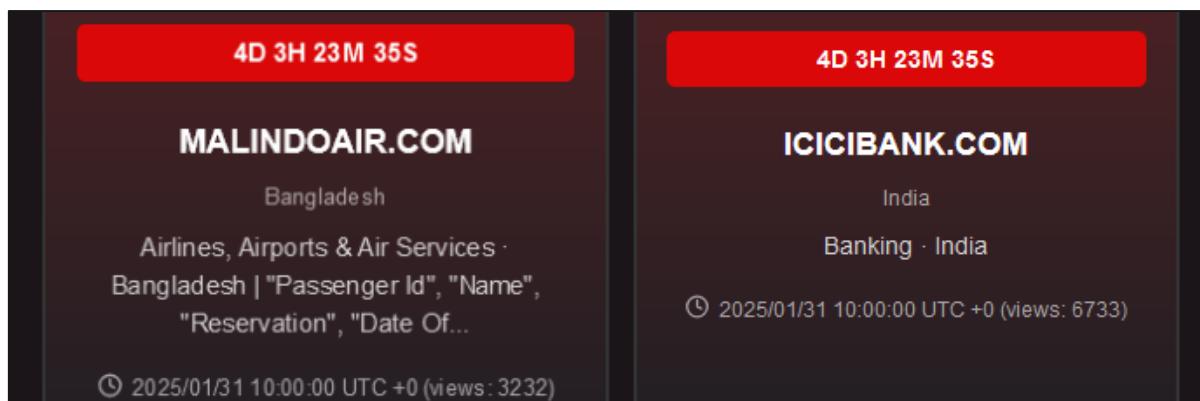 4D 3H 23M 35S
MALINDOAIR.COM
Bangladesh
Airlines, Airports & Air Services ·
Bangladesh | "Passenger Id", "Name",
"Reservation", "Date Of...
2025/01/31 10:00:00 UTC +0 (views: 3232)
4D 3H 23M 35S
ICICIBANK.COM
India
Banking · India
2025/01/31 10:00:00 UTC +0 (views: 6733)